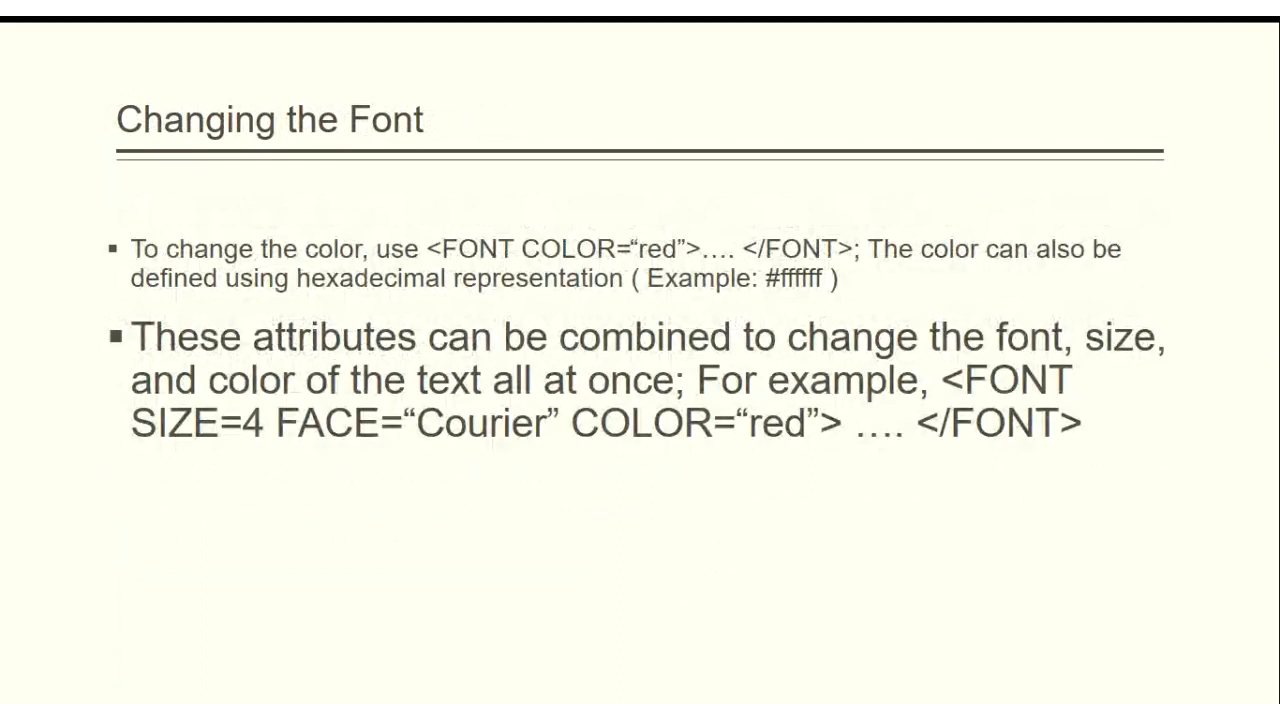 Changing the Font
▪ To change the color, use <FONT COLOR=“red”>…. </FONT>; The color can also be
defined using hexadecimal representation ( Example: #ffffff )
▪ These attributes can be combined to change the font, size,
and color of the text all at once; For example, <FONT
SIZE=4 FACE=“Courier” COLOR=“red”> …. </FONT>